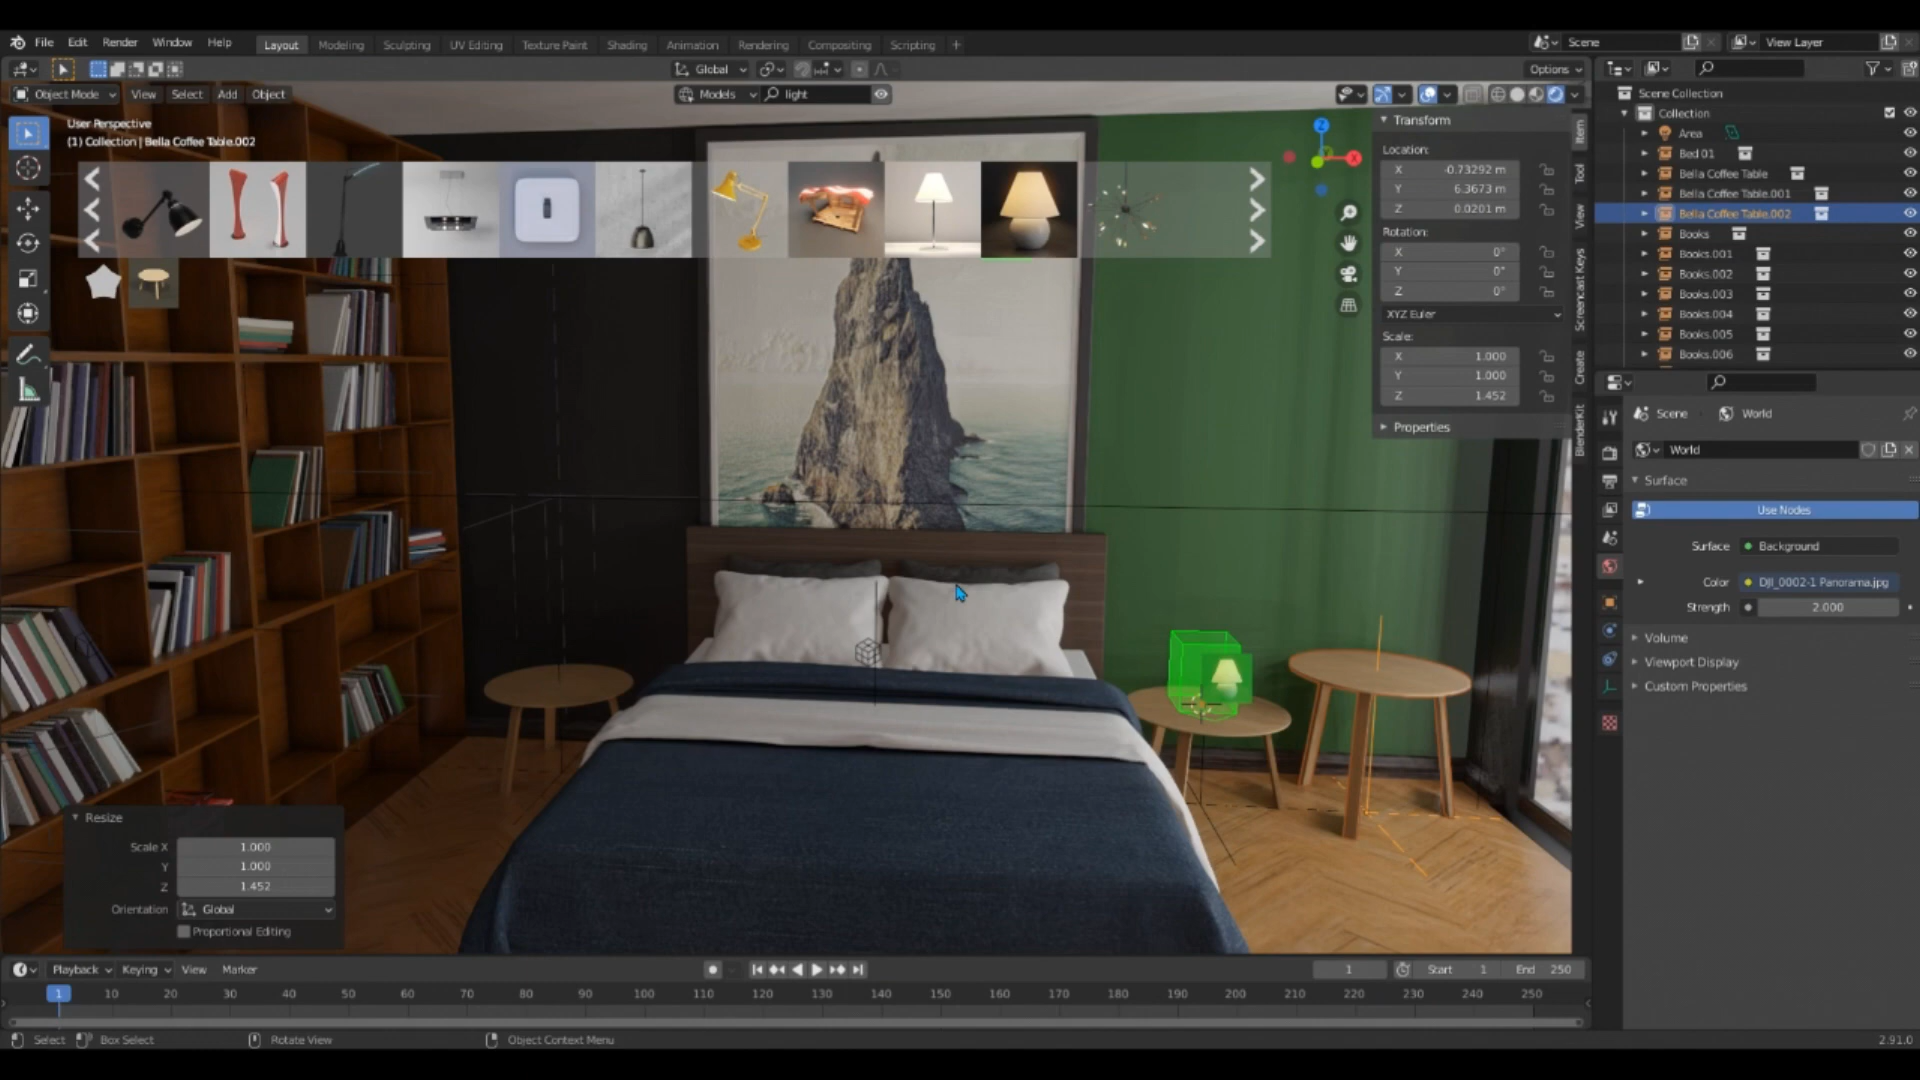 File Edit Render Window Help Layout Modeling Sculpting UV Editing Texture Paint Shading Animation Rendering Compositing Scripting + Scene View Layer
Global Options
Object Mode View Select Add Object Models light
User Perspective
(1) Collection | Bella Coffee Table.002
Transform
Location:
X -0.73292 m
Y 6.3673 m
Z 0.0201 m
Rotation:
X 0°
Y 0°
Z 0°
XYZ Euler
Scale:
X 1.000
Y 1.000
Z 1.452
Properties
Item
Tool
View
Screencast Keys
Create
BlenderKit
Z
X
Scene Collection
Collection
Area
Bed 01
Bella Coffee Table
Bella Coffee Table.001
Bella Coffee Table.002
Books
Books.001
Books.002
Books.003
Books.004
Books.005
Books.006
Scene World
World
Surface
Use Nodes
Surface Background
Color DJI_0002-1 Panorama.jpg
Strength 2.000
Volume
Viewport Display
Custom Properties
Resize
Scale X 1.000
Y 1.000
Z 1.452
Orientation Global
Proportional Editing
Playback Keying View Marker 1 Start 1 End 250
1 10 20 30 40 50 60 70 80 90 100 110 120 130 140 150 160 170 180 190 200 210 220 230 240 250
Select Box Select Rotate View Object Context Menu 2.91.0